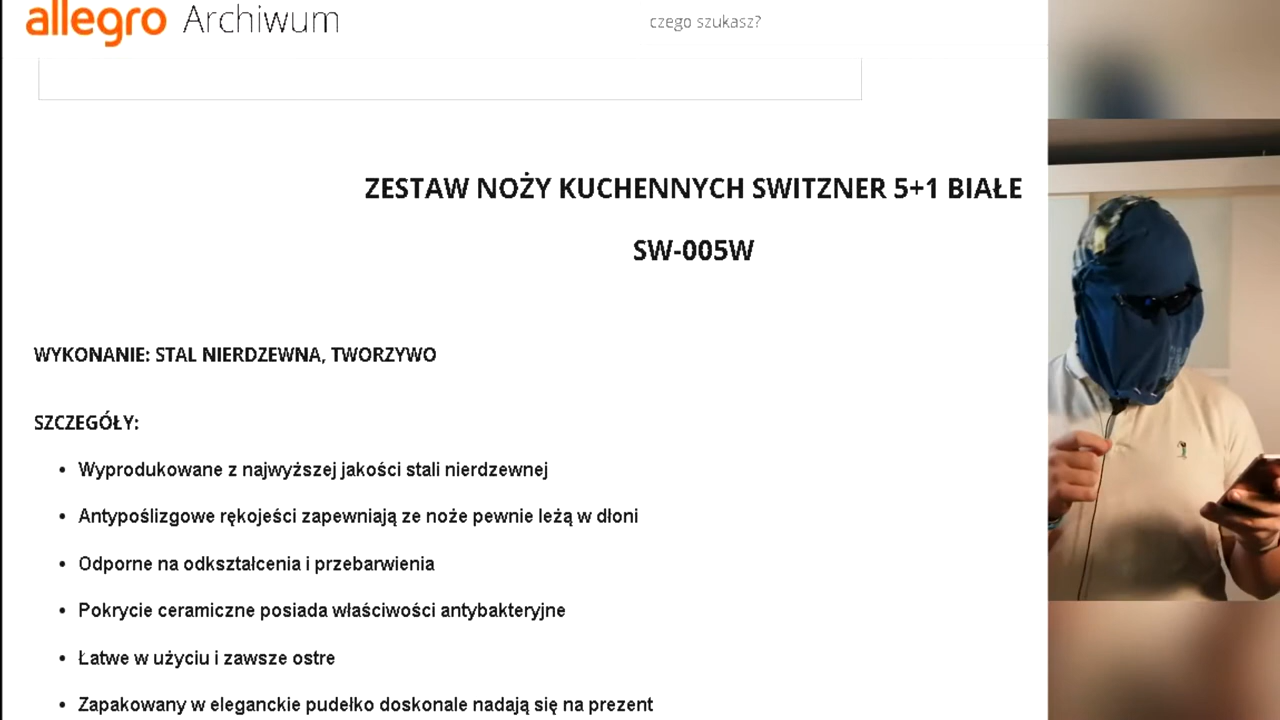 allegro Archiwum
czego szukasz?
ZESTAW NOŻY KUCHENNYCH SWITZNER 5+1 BIAŁE
SW-005W
WYKONANIE: STAL NIERDZEWNA, TWORZYWO
SZCZEGÓŁY:
• Wyprodukowane z najwyższej jakości stali nierdzewnej
• Antypoślizgowe rękojeści zapewniają ze noże pewnie leżą w dłoni
• Odporne na odkształcenia i przebarwienia
• Pokrycie ceramiczne posiada właściwości antybakteryjne
• Łatwe w użyciu i zawsze ostre
• Zapakowany w eleganckie pudełko doskonale nadają się na prezent